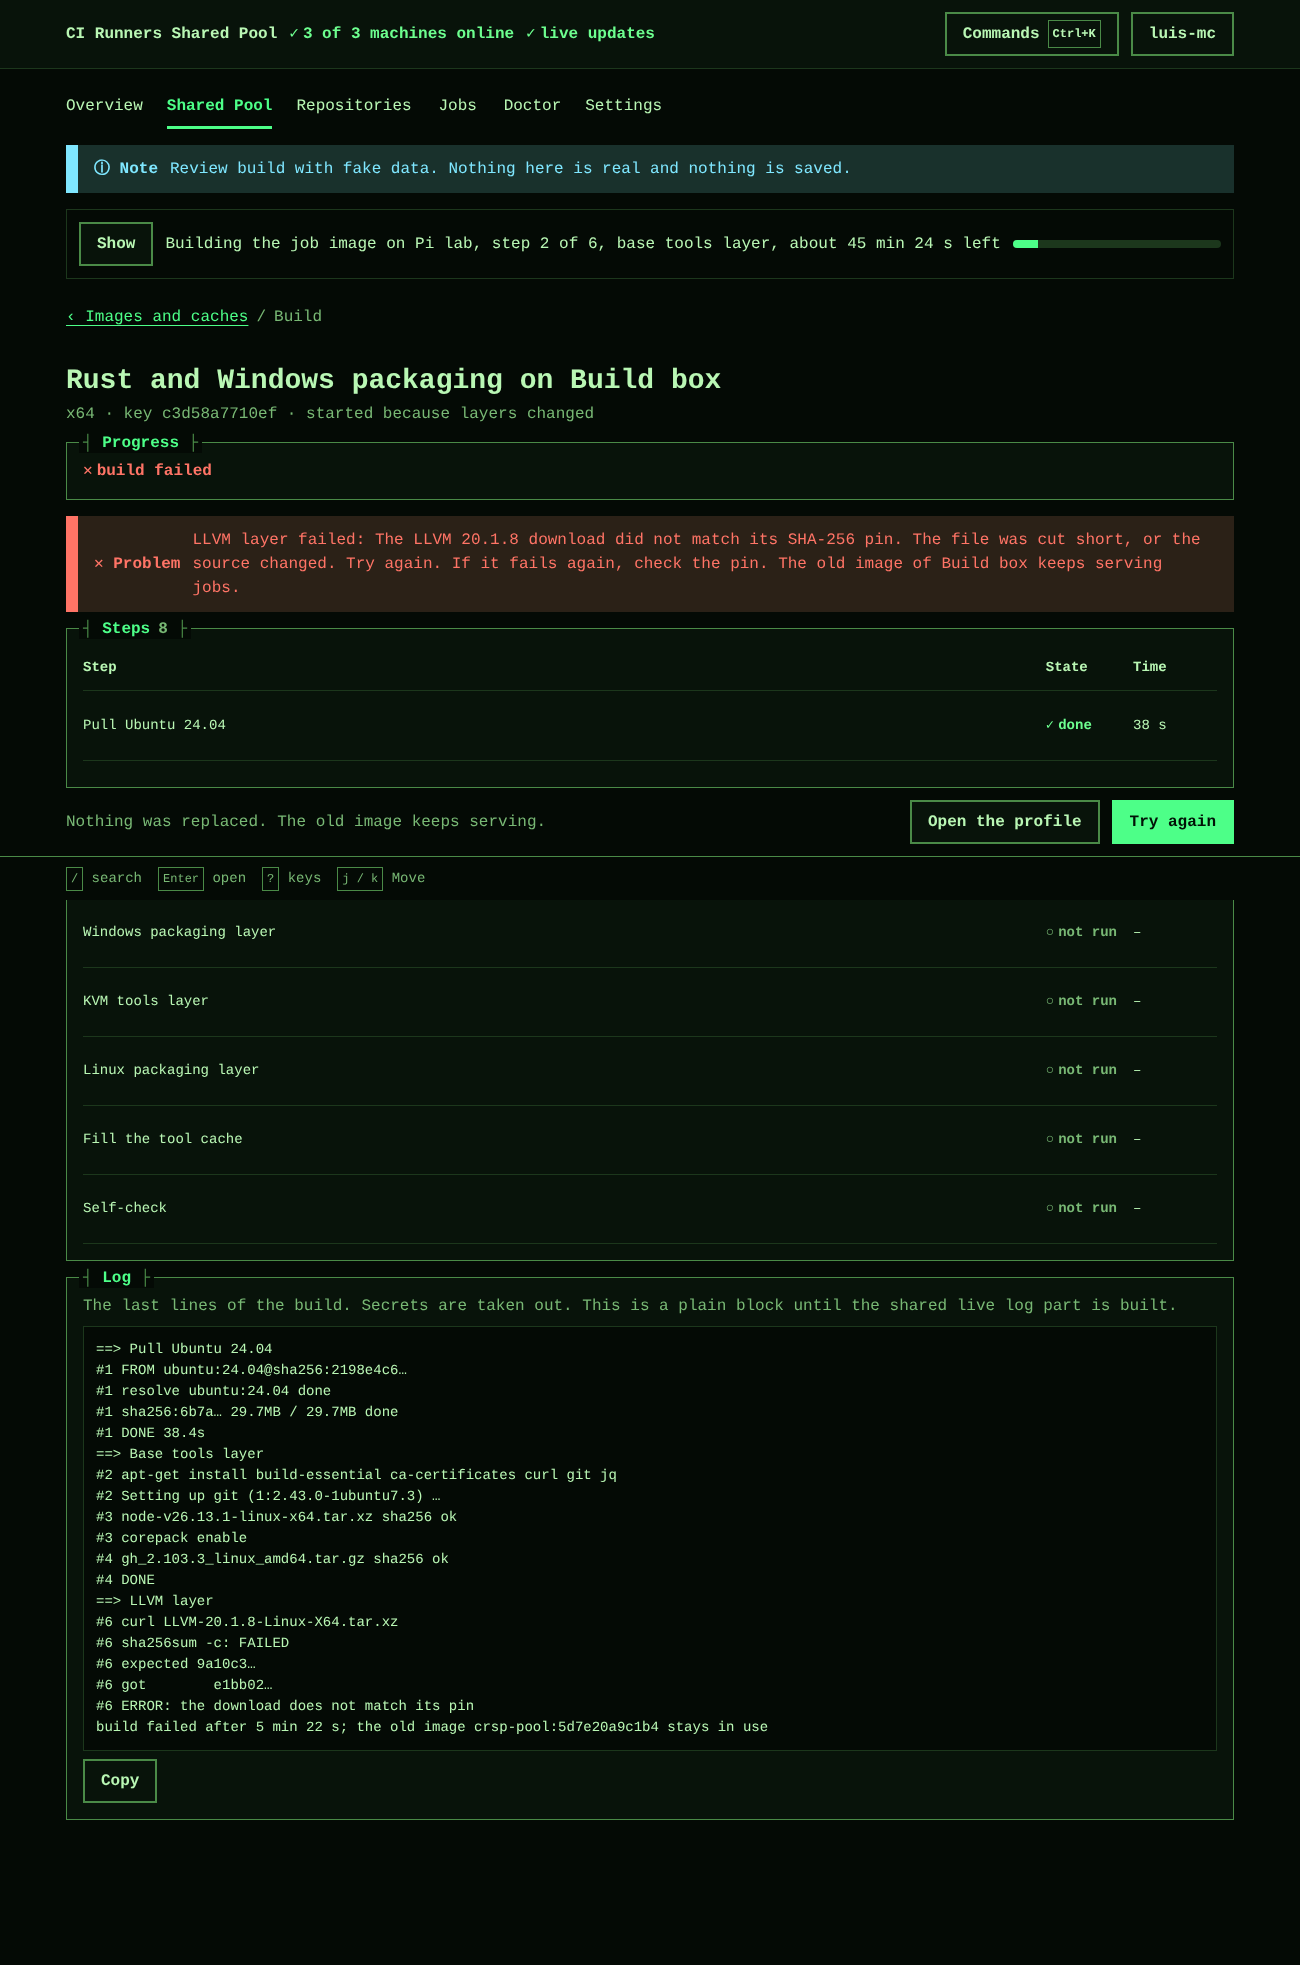 CI Runners Shared Pool ✓ 3 of 3 machines online ✓ live updates
Commands Ctrl+K
luis-mc
Overview Shared Pool Repositories Jobs Doctor Settings
ⓘ Note Review build with fake data. Nothing here is real and nothing is saved.
Show Building the job image on Pi lab, step 2 of 6, base tools layer, about 45 min 24 s left
‹ Images and caches / Build
Rust and Windows packaging on Build box
x64 · key c3d58a7710ef · started because layers changed
Progress
× build failed
× Problem
LLVM layer failed: The LLVM 20.1.8 download did not match its SHA-256 pin. The file was cut short, or the
source changed. Try again. If it fails again, check the pin. The old image of Build box keeps serving
jobs.
Steps 8
Step State Time
Pull Ubuntu 24.04 ✓ done 38 s
Nothing was replaced. The old image keeps serving.
Open the profile
Try again
/ search Enter open ? keys j / k Move
Windows packaging layer ○ not run –
KVM tools layer ○ not run –
Linux packaging layer ○ not run –
Fill the tool cache ○ not run –
Self-check ○ not run –
Log
The last lines of the build. Secrets are taken out. This is a plain block until the shared live log part is built.
==> Pull Ubuntu 24.04
#1 FROM ubuntu:24.04@sha256:2198e4c6…
#1 resolve ubuntu:24.04 done
#1 sha256:6b7a… 29.7MB / 29.7MB done
#1 DONE 38.4s
==> Base tools layer
#2 apt-get install build-essential ca-certificates curl git jq
#2 Setting up git (1:2.43.0-1ubuntu7.3) …
#3 node-v26.13.1-linux-x64.tar.xz sha256 ok
#3 corepack enable
#4 gh_2.103.3_linux_amd64.tar.gz sha256 ok
#4 DONE
==> LLVM layer
#6 curl LLVM-20.1.8-Linux-X64.tar.xz
#6 sha256sum -c: FAILED
#6 expected 9a10c3…
#6 got        e1bb02…
#6 ERROR: the download does not match its pin
build failed after 5 min 22 s; the old image crsp-pool:5d7e20a9c1b4 stays in use
Copy